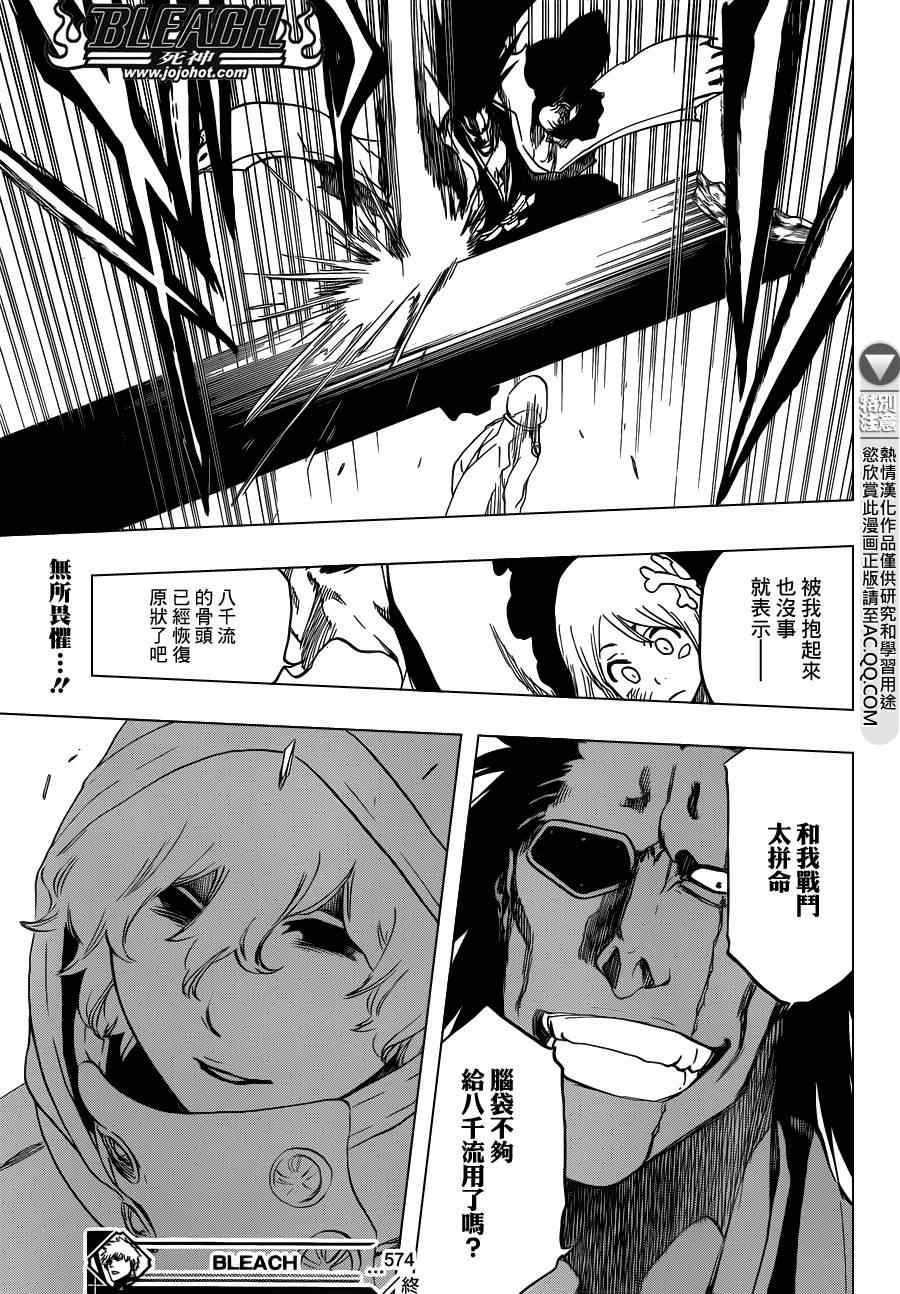 BLEACH
死神
www.jojohot.com
特別
注意
熱情漢化作品僅供研究和學習用途
慾欣賞此漫画正版請至AC.QQ.COM
被我抱起來
也沒事
就表示——
八千流
的骨頭
已經恢復
原狀了吧
無所畏懼…!!
和我戰鬥
太拼命
腦袋不夠
給八千流用了嗎?
BLEACH
…574
終